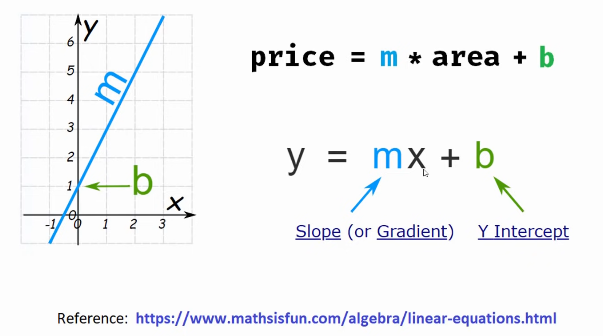 y
6
5
4
3
2
1
0
-1 0 1 2 3
x
m
b
price = m * area + b
y = mx + b
Slope (or Gradient) Y Intercept
Reference: https://www.mathsisfun.com/algebra/linear-equations.html